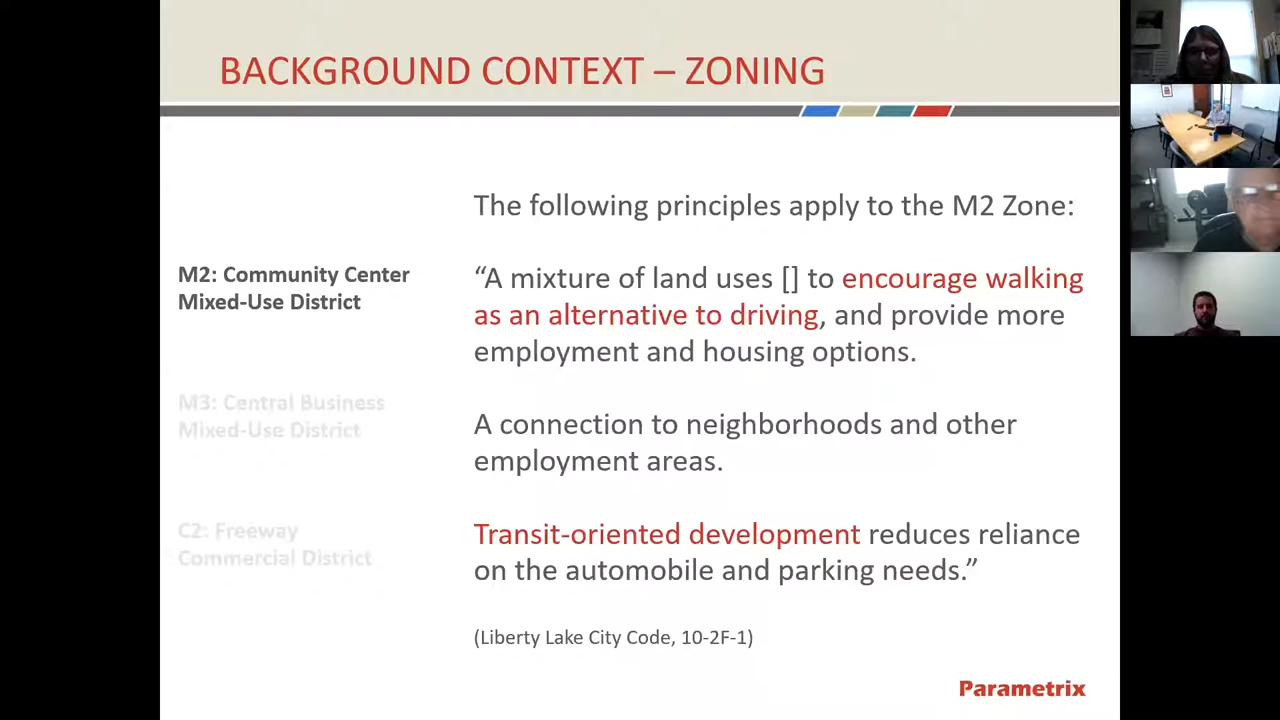 BACKGROUND CONTEXT – ZONING
The following principles apply to the M2 Zone:
M2: Community Center
Mixed-Use District
“A mixture of land uses [] to encourage walking
as an alternative to driving, and provide more
employment and housing options.
M3: Central Business
Mixed-Use District
A connection to neighborhoods and other
employment areas.
C2: Freeway
Commercial District
Transit-oriented development reduces reliance
on the automobile and parking needs.”
(Liberty Lake City Code, 10-2F-1)
Parametrix